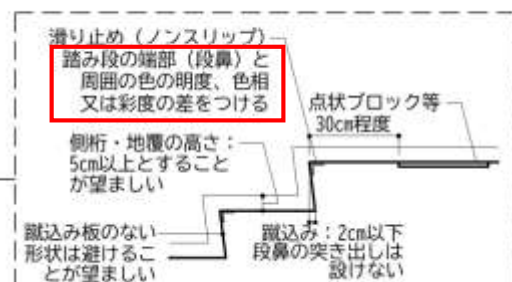 滑り止め（ノンスリップ）
踏み段の端部（段鼻）と
周囲の色の明度、色相
又は彩度の差をつける
点状ブロック等
30cm程度
側桁・地覆の高さ：
5cm以上とすること
が望ましい
蹴込み板のない
形状は避けるこ
とが望ましい
蹴込み：2cm以下
段鼻の突き出しは
設けない